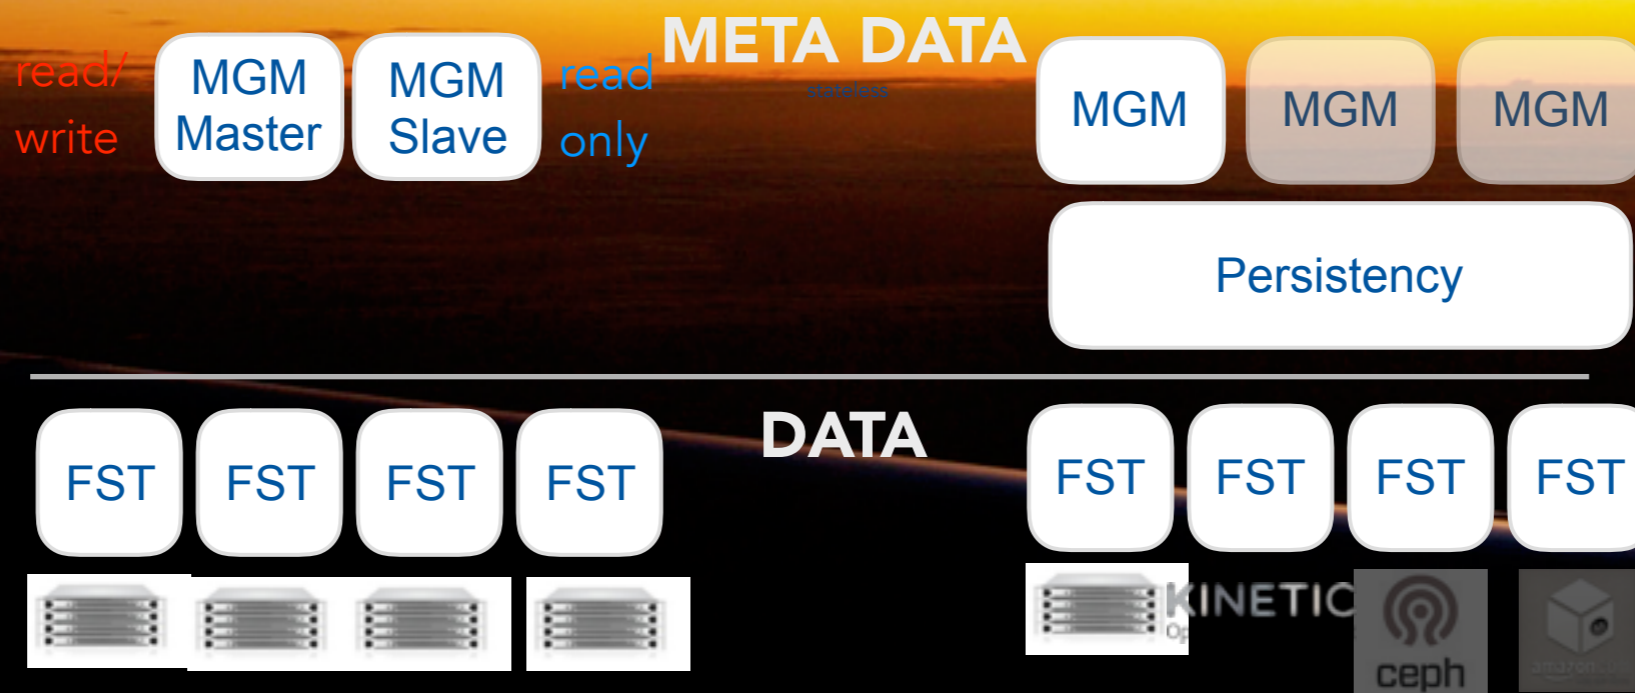 META DATA
stateless
read/
write
MGM
Master
MGM
Slave
read
only
MGM
MGM
MGM
Persistency
DATA
FST
FST
FST
FST
FST
FST
FST
FST
KINETIC
ceph